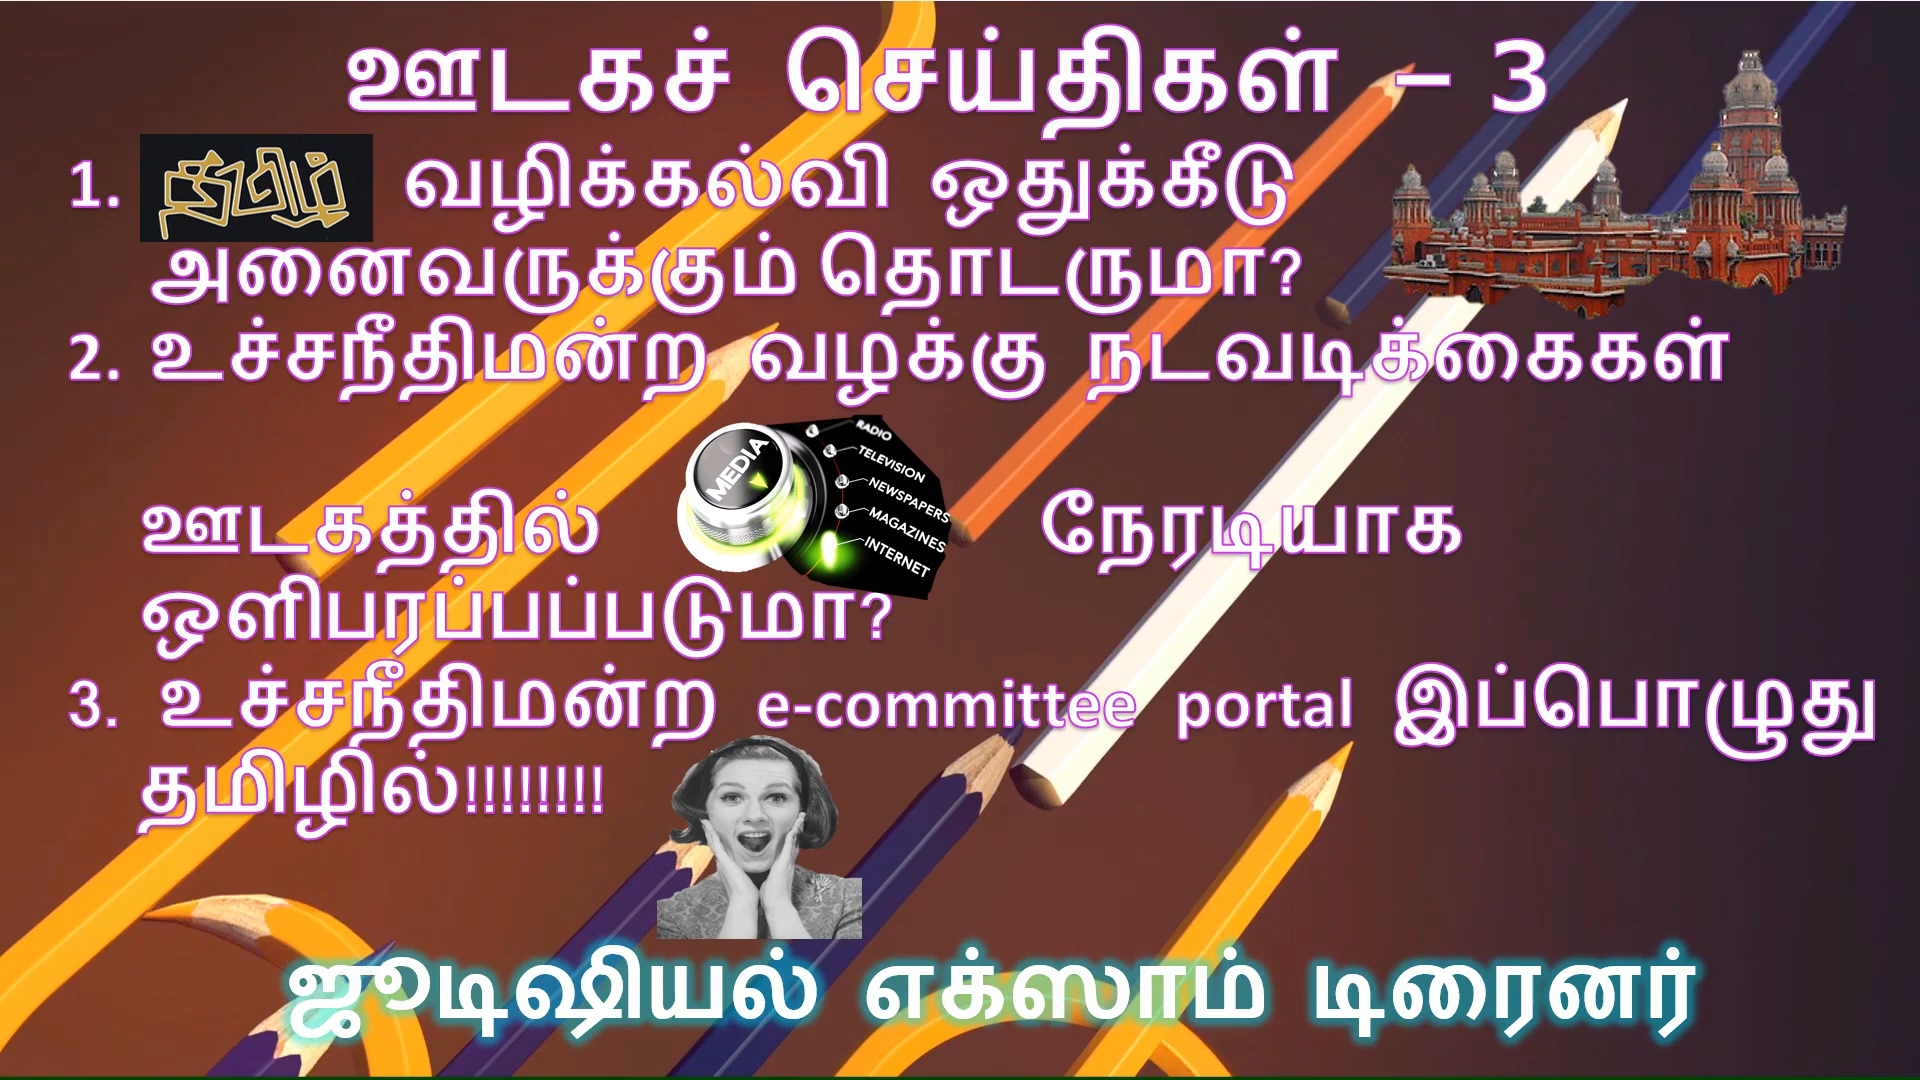 ஊடகச் செய்திகள் – 3
1. தமிழ் வழிக்கல்வி ஒதுக்கீடு
அனைவருக்கும் தொடருமா?
2. உச்சநீதிமன்ற வழக்கு நடவடிக்கைகள்
RADIO
TELEVISION
NEWSPAPERS
MAGAZINES
INTERNET
MEDIA
ஊடகத்தில் நேரடியாக
ஒளிபரப்பப்படுமா?
3. உச்சநீதிமன்ற e-committee portal இப்பொழுது
தமிழில்!!!!!!!!
ஜூடிஷியல் எக்ஸாம் டிரைனர்